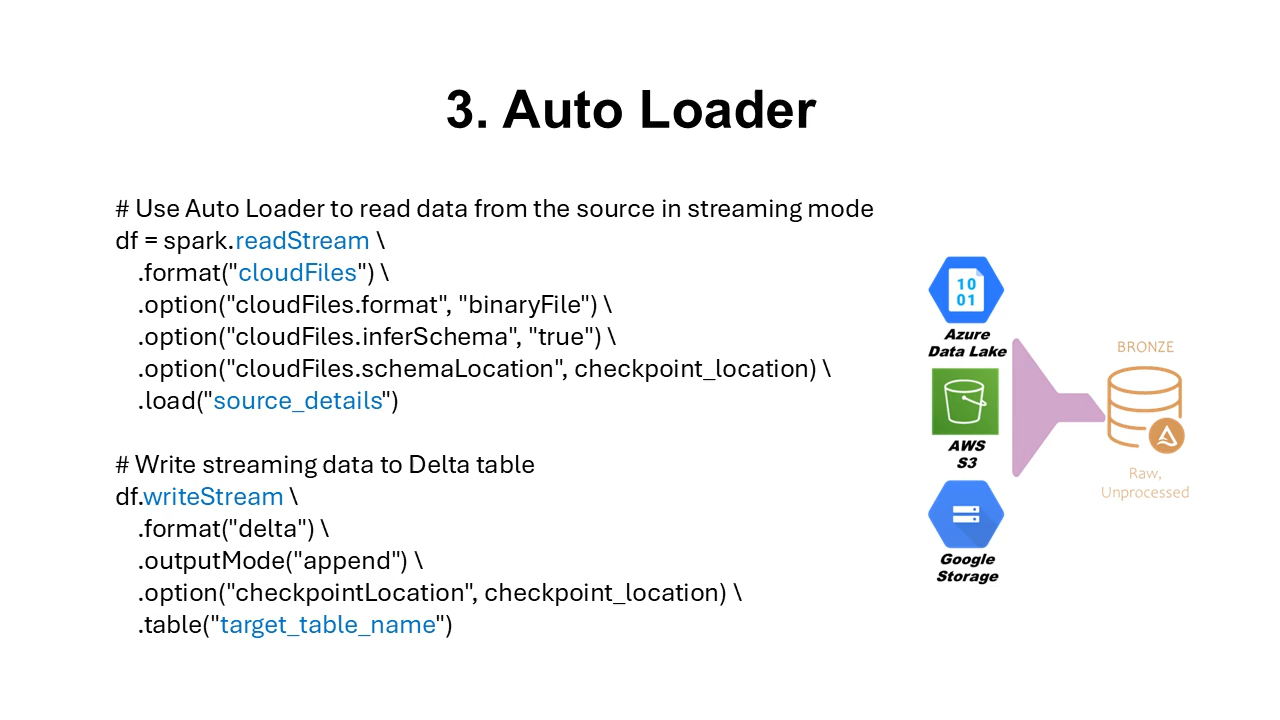 3. Auto Loader
# Use Auto Loader to read data from the source in streaming mode
df = spark.readStream \
.format("cloudFiles") \
.option("cloudFiles.format", "binaryFile") \
.option("cloudFiles.inferSchema", "true") \
.option("cloudFiles.schemaLocation", checkpoint_location) \
.load("source_details")
# Write streaming data to Delta table
df.writeStream \
.format("delta") \
.outputMode("append") \
.option("checkpointLocation", checkpoint_location) \
.table("target_table_name")
10
01
Azure
Data Lake
AWS
S3
Google
Storage
BRONZE
Raw,
Unprocessed